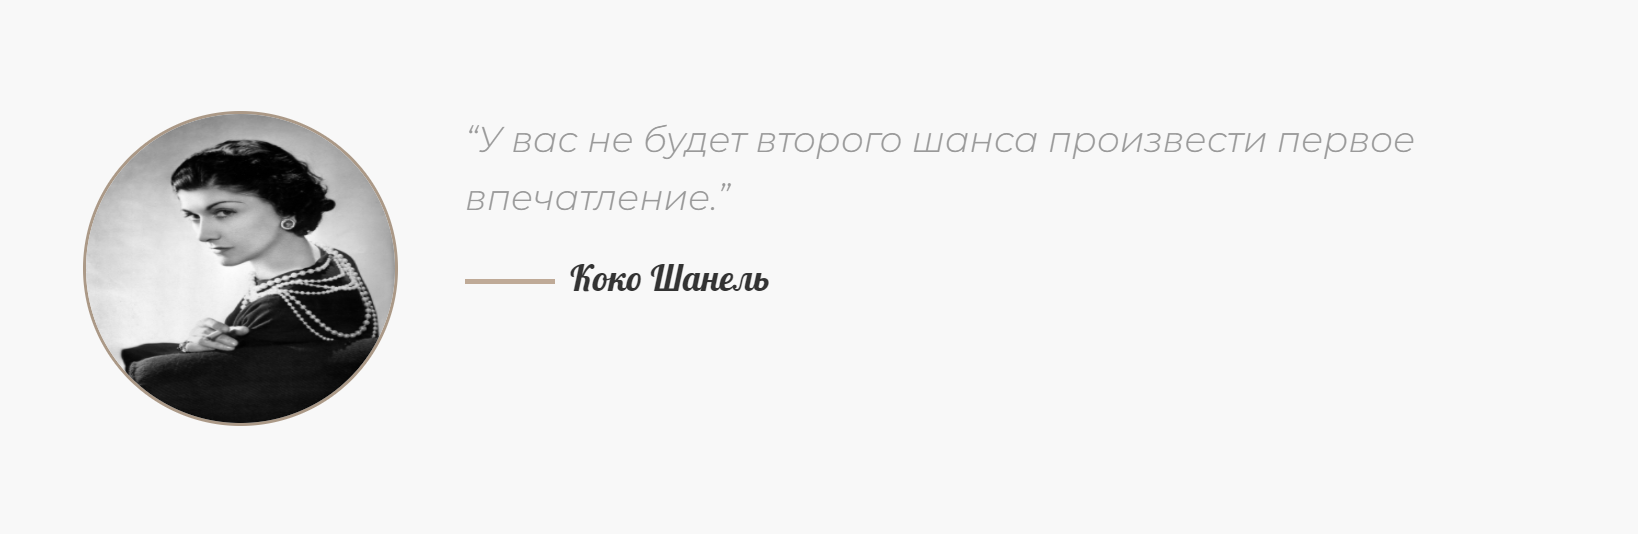 “У вас не будет второго шанса произвести первое
впечатление.”
Коко Шанель